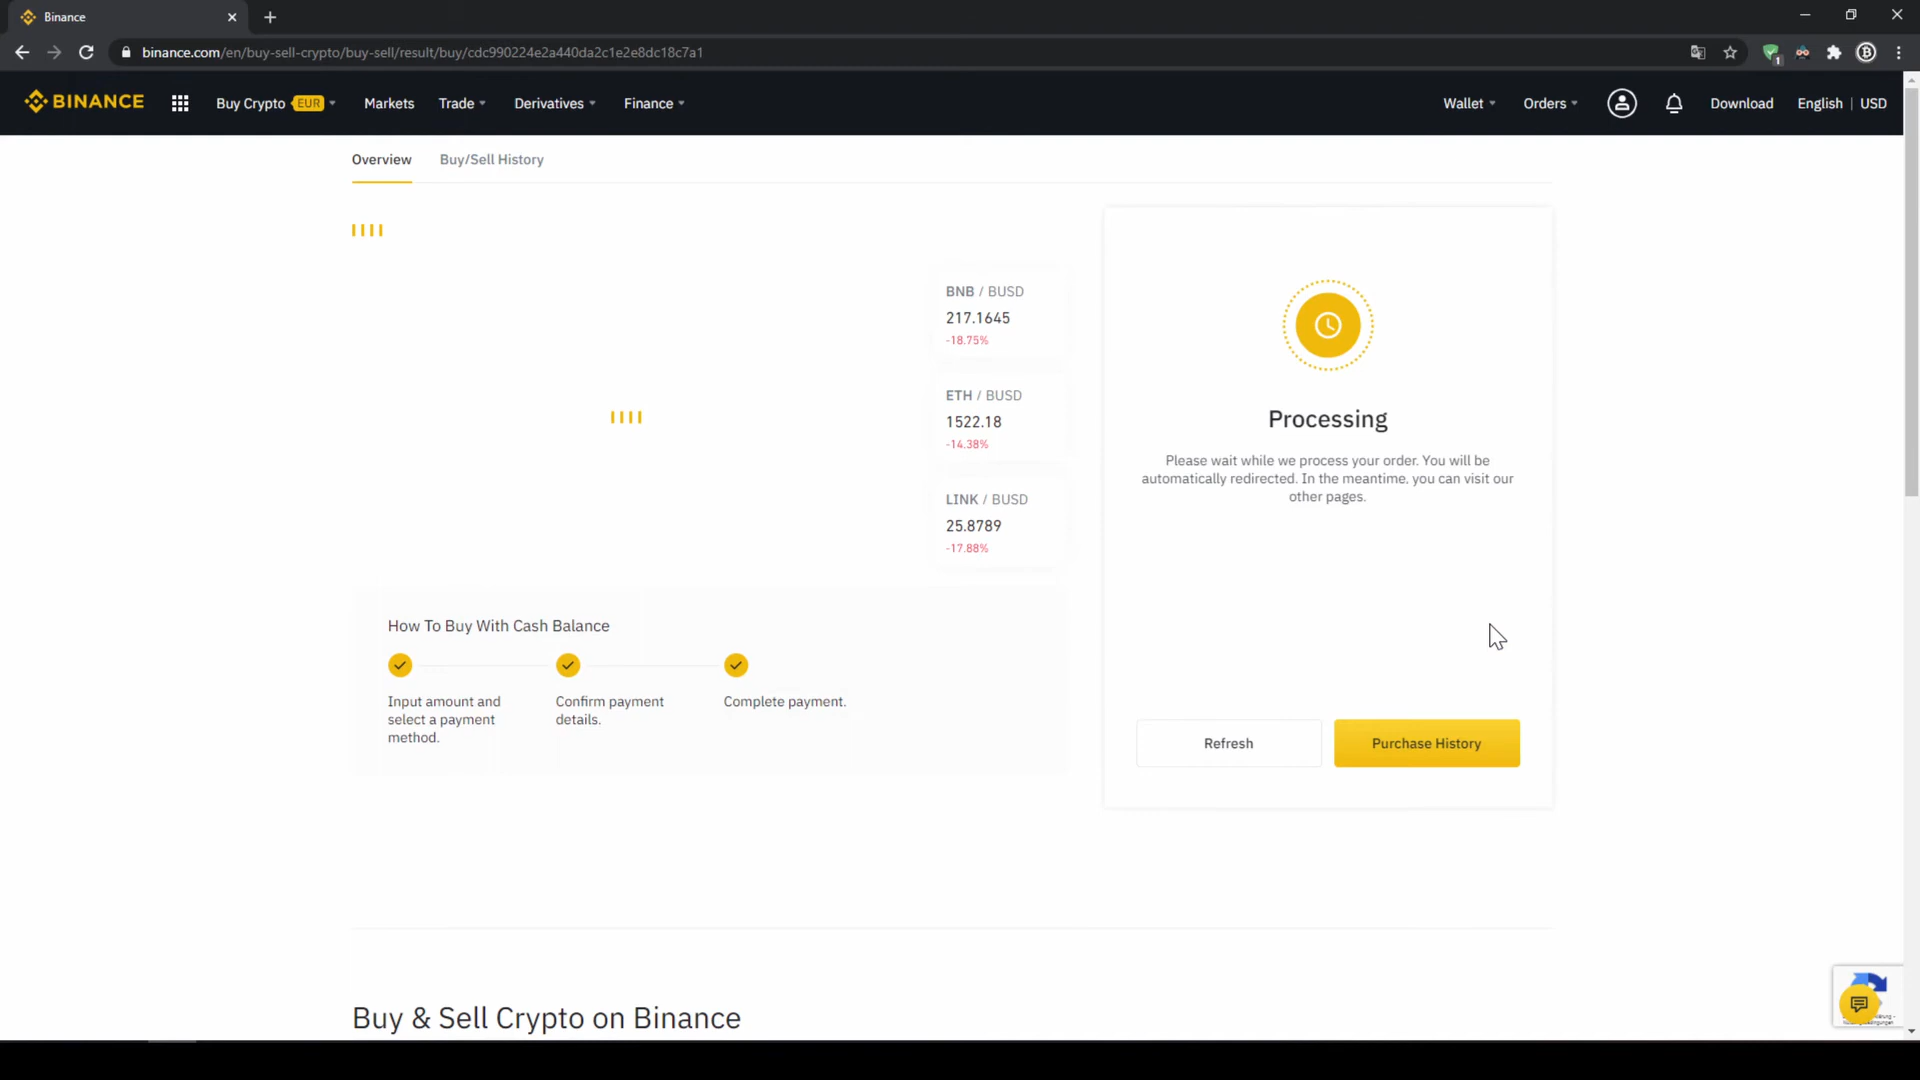 Binance
binance.com/en/buy-sell-crypto/buy-sell/result/buy/cdc990224e2a440da2c1e2e8dc18c7a1
1
BINANCE
Buy Crypto EUR
Markets
Trade
Derivatives
Finance
Wallet
Orders
Download
English | USD
Overview
Buy/Sell History
BNB / BUSD
217.1645
-18.75%
ETH / BUSD
1522.18
-14.38%
LINK / BUSD
25.8789
-17.88%
Processing
Please wait while we process your order. You will be
automatically redirected. In the meantime, you can visit our
other pages.
Refresh
Purchase History
How To Buy With Cash Balance
Input amount and
select a payment
method.
Confirm payment
details.
Complete payment.
Buy & Sell Crypto on Binance